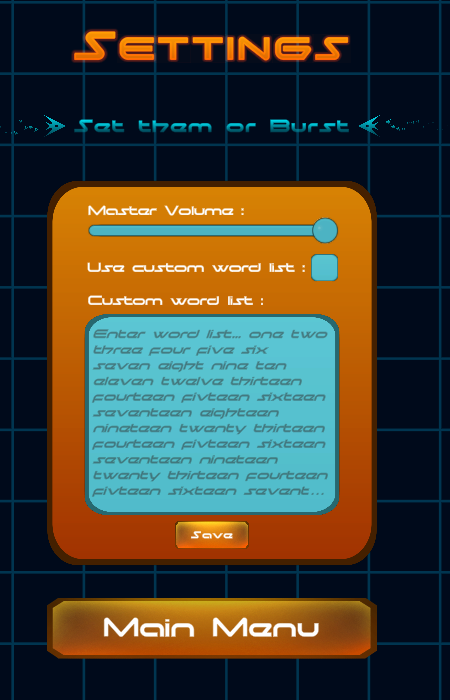 Settings
Set them or Burst
Master Volume :
Use custom word list :
Custom word list :
Enter word list... one two
three four five six
seven eight nine ten
eleven twelve thirteen
fourteen fivteen sixteen
seventeen eighteen
nineteen twenty thirteen
fourteen fivteen sixteen
seventeen nineteen
twenty thirteen fourteen
fivteen sixteen sevent...
Save
Main Menu